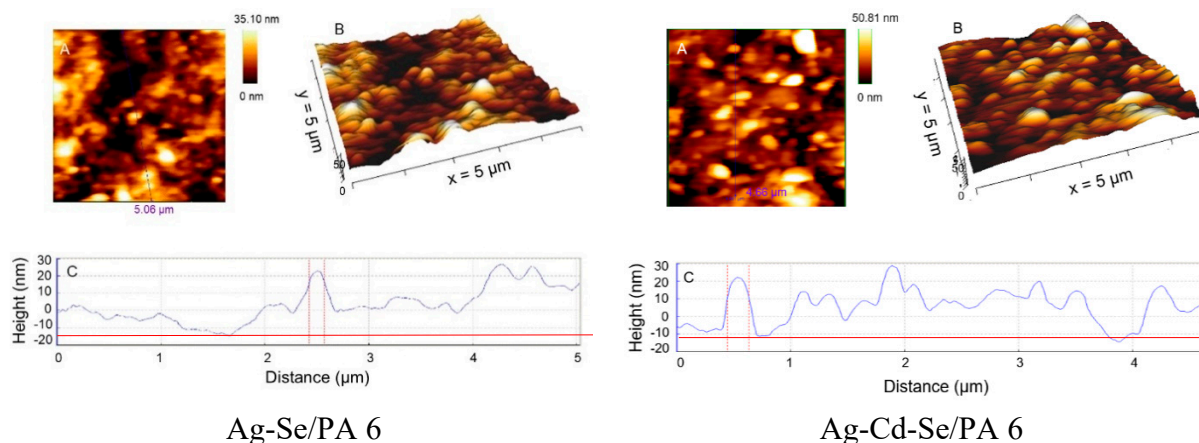 A
35.10 nm
0 nm
B
y = 5 µm
50
0
x = 5 µm
5.06 µm
C
Height (nm)
30
20
10
0
-10
-20
0 1 2 3 4 5
Distance (µm)
Ag-Se/PA 6
A
50.81 nm
0 nm
B
y = 5 µm
50
0
x = 5 µm
4.66 µm
C
Height (nm)
30
20
10
0
-10
-20
0 1 2 3 4
Distance (µm)
Ag-Cd-Se/PA 6